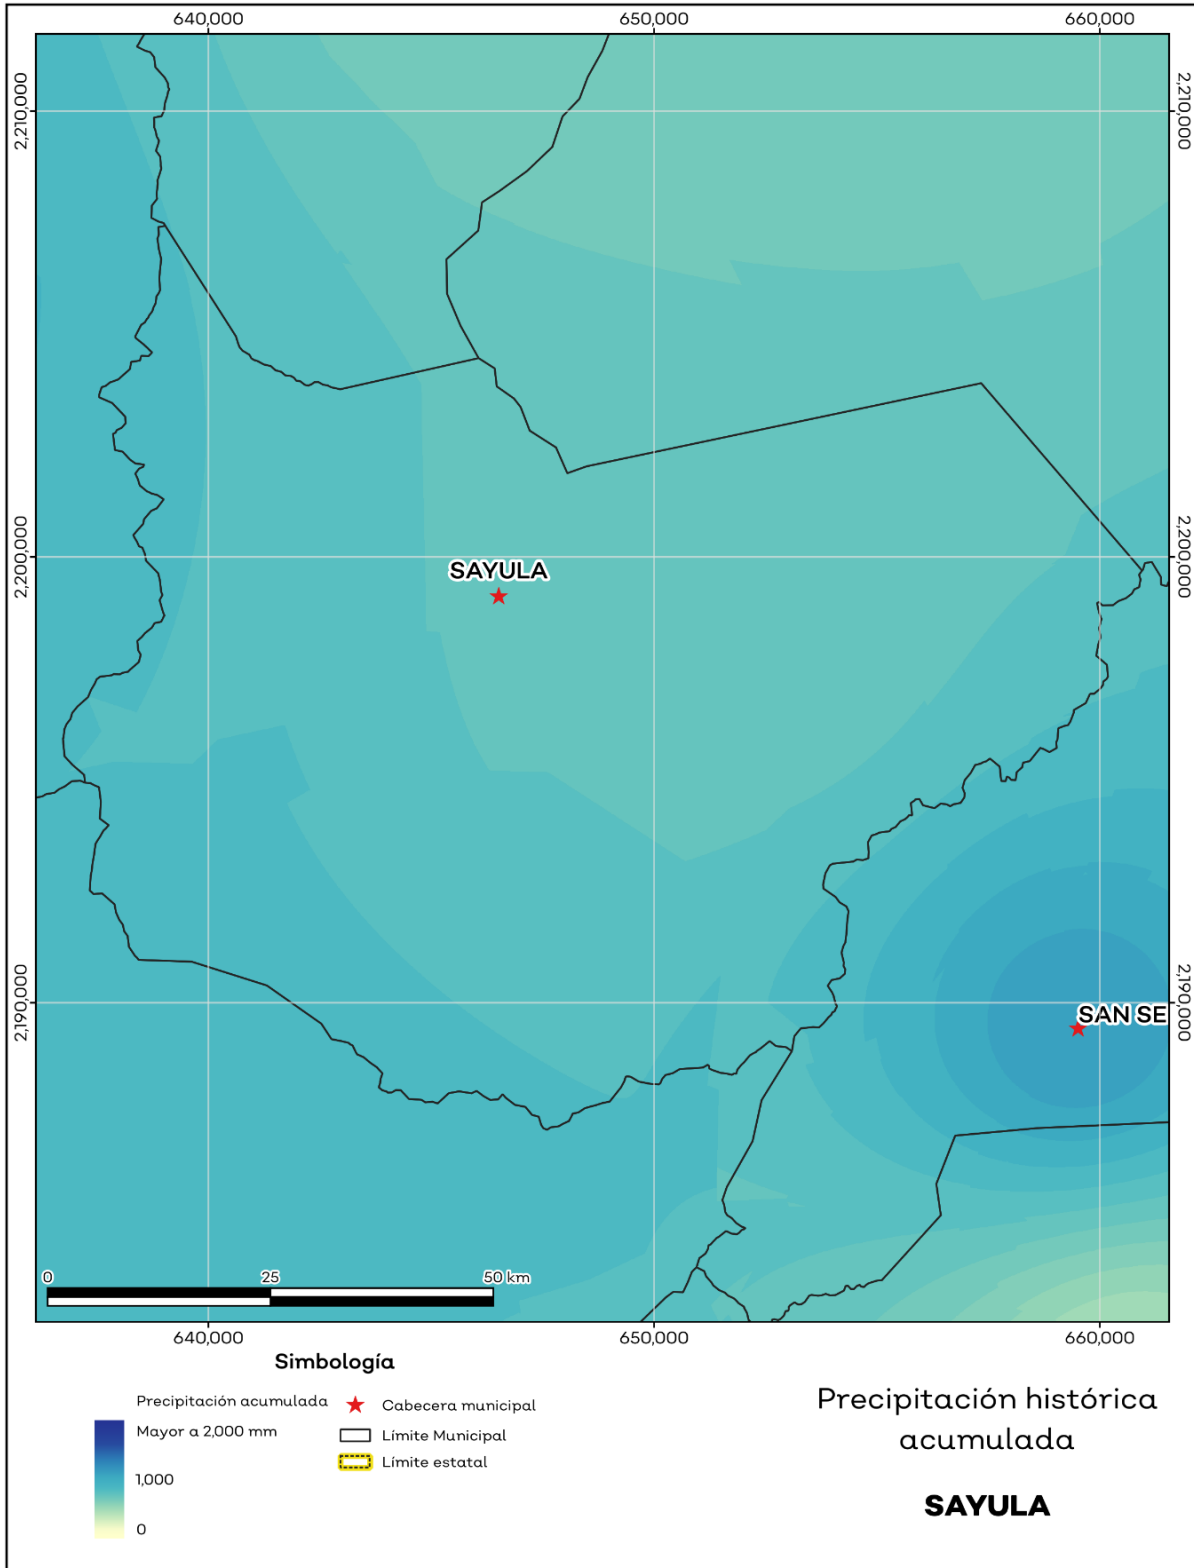 640,000
650,000
660,000
2,210,000
2,210,000
2,200,000
2,200,000
SAYULA
2,190,000
2,190,000
SAN SE
0
25
50 km
640,000
650,000
660,000
Simbología
Precipitación acumulada
Mayor a 2,000 mm
1,000
0
Cabecera municipal
Límite Municipal
Límite estatal
Precipitación histórica
acumulada
SAYULA